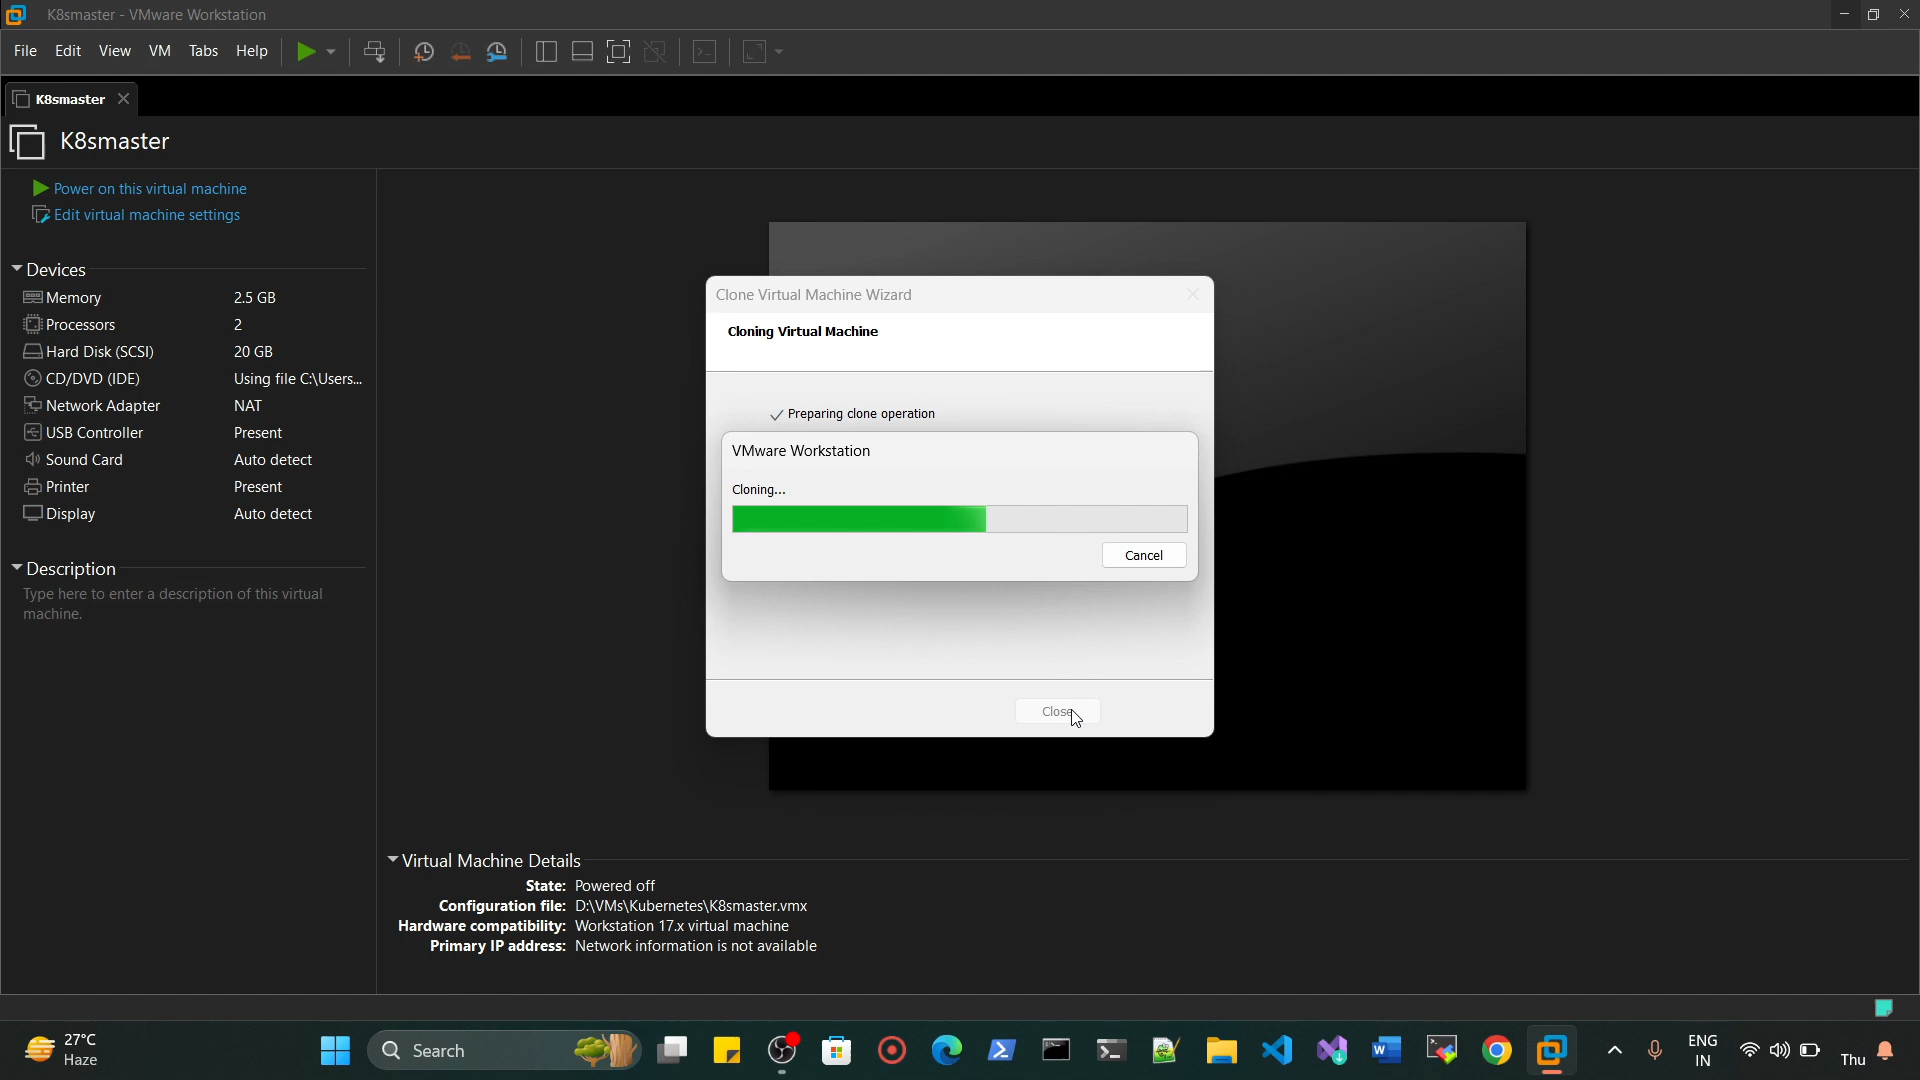 K8smaster - VMware Workstation
File Edit View VM Tabs Help
K8smaster
K8smaster
Power on this virtual machine
Edit virtual machine settings
Devices
Memory 2.5 GB
Processors 2
Hard Disk (SCSI) 20 GB
CD/DVD (IDE) Using file C:\Users...
Network Adapter NAT
USB Controller Present
Sound Card Auto detect
Printer Present
Display Auto detect
Description
Type here to enter a description of this virtual
machine.
Clone Virtual Machine Wizard
Cloning Virtual Machine
Preparing clone operation
VMware Workstation
Cloning...
Cancel
Close
Virtual Machine Details
State: Powered off
Configuration file: D:\VMs\Kubernetes\K8smaster.vmx
Hardware compatibility: Workstation 17.x virtual machine
Primary IP address: Network information is not available
27°C
Haze
Search
ENG
IN
Thu